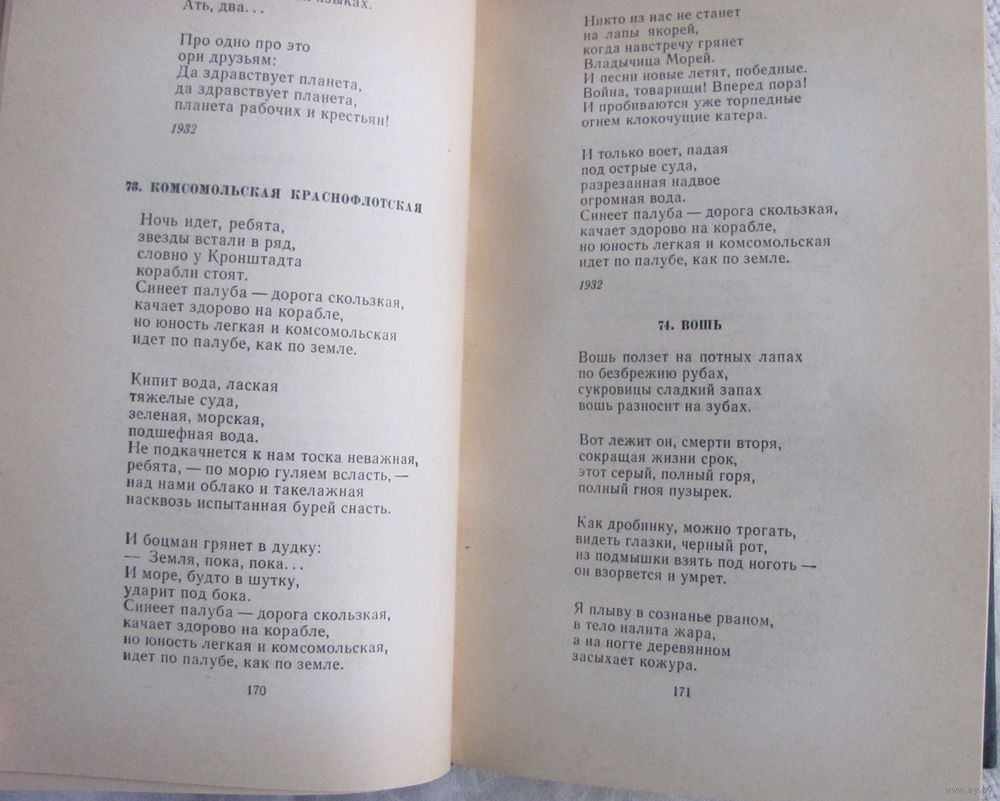 языках.
Ать, два...
Про одно про это
ори друзьям:
Да здравствует планета,
да здравствует планета,
планета рабочих и крестьян!
1932
73. КОМСОМОЛЬСКАЯ КРАСНОФЛОТСКАЯ
Ночь идет, ребята,
звезды встали в ряд,
словно у Кронштадта
корабли стоят.
Синеет палуба — дорога скользкая,
качает здорово на корабле,
но юность легкая и комсомольская
идет по палубе, как по земле.
Кипит вода, лаская
тяжелые суда,
зеленая, морская,
подшефная вода.
Не подкачнется к нам тоска неважная,
ребята, — по морю гуляем всласть, —
над нами облако и такелажная
насквозь испытанная бурей снасть.
И боцман грянет в дудку:
— Земля, пока, пока...
И море, будто в шутку,
ударит под бока.
Синеет палуба — дорога скользкая,
качает здорово на корабле,
но юность легкая и комсомольская,
идет по палубе, как по земле.
170
Никто из нас не станет
на лапы якорей,
когда навстречу грянет
Владычица Морей.
И песни новые летят, победные.
Война, товарищи! Вперед пора!
И пробиваются уже торпедные
огнем клокочущие катера.
И только воет, падая
под острые суда,
разрезанная надвое
огромная вода.
Синеет палуба — дорога скользкая,
качает здорово на корабле,
но юность легкая и комсомольская
идет по палубе, как по земле.
1932
74. ВОШЬ
Вошь ползет на потных лапах
по безбрежию рубах,
сукровицы сладкий запах
вошь разносит на зубах.
Вот лежит он, смерти вторя,
сокращая жизни срок,
этот серый, полный горя,
полный гноя пузырек.
Как дробинку, можно трогать,
видеть глазки, черный рот,
из подмышки взять под ноготь —
он взорвется и умрет.
Я плыву в сознанье рваном,
в тело налита жара,
а на ногте деревянном
засыхает кожура.
171
www.ay.by